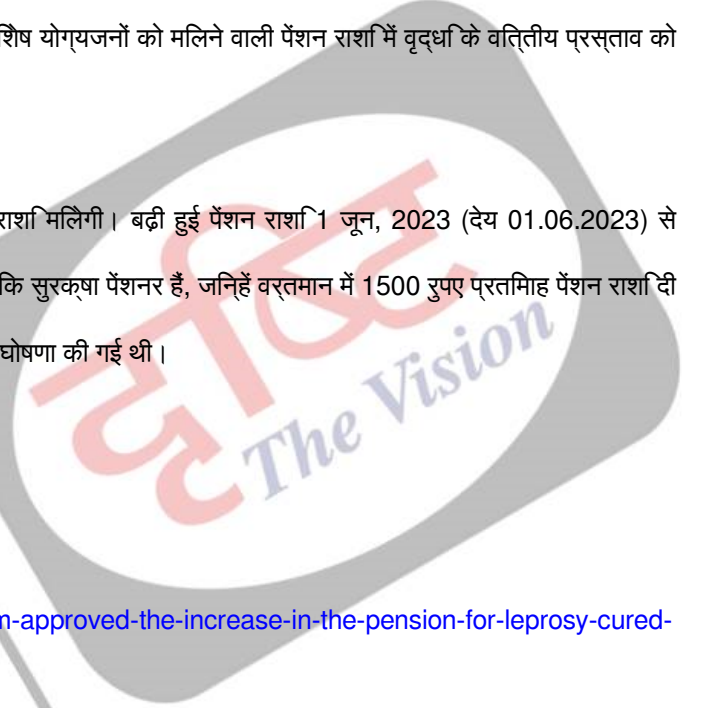 शेष योग्यजनों को मिलने वाली पेंशन राशि में वृद्धि के वित्तीय प्रस्ताव को
राशि मिलेगी। बढ़ी हुई पेंशन राशि 1 जून, 2023 (देय 01.06.2023) से
कि सुरक्षा पेंशनर हैं, जिन्हें वर्तमान में 1500 रुपए प्रतिमाह पेंशन राशि दी
घोषणा की गई थी।
दृष्टि
The Vision
m-approved-the-increase-in-the-pension-for-leprosy-cured-